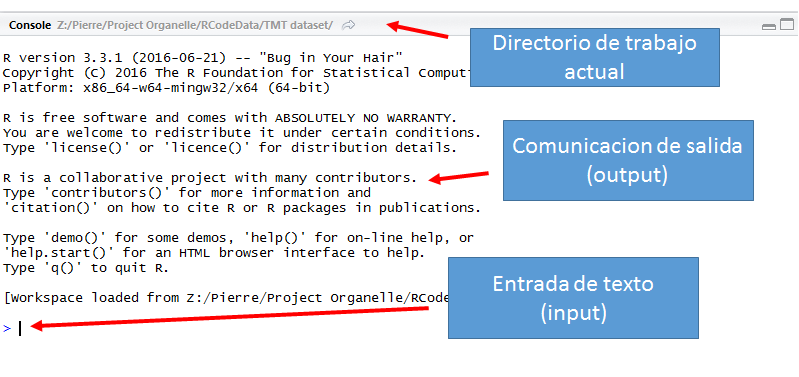 Console Z:/Pierre/Project Organelle/RCodeData/TMT dataset/
R version 3.3.1 (2016-06-21) -- "Bug in Your Hair"
Copyright (C) 2016 The R Foundation for Statistical
Platform: x86_64-w64-mingw32/x64 (64-bit)
Directorio de trabajo
actual
R is free software and comes with ABSOLUTELY NO WARRANTY.
You are welcome to redistribute it under certain conditions.
Type 'license()' or 'licence()' for distribution details.
R is a collaborative project with many contributors.
Type 'contributors()' for more information and
'citation()' on how to cite R or R packages in publications.
Comunicacion de salida
(output)
Type 'demo()' for some demos, 'help()' for on-line help, or
'help.start()' for an HTML browser interface to help.
Type 'q()' to quit R.
[Workspace loaded from Z:/Pierre/Project Organelle/
Entrada de texto
(input)
>